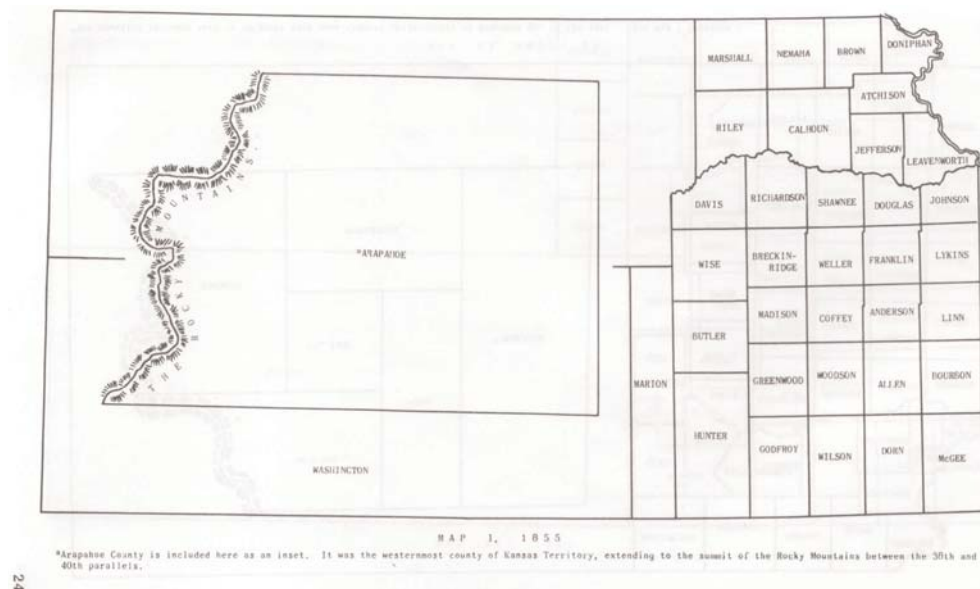 MARSHALL
NEMAHA
BROWN
DONIPHAN
ATCHISON
RILEY
CALHOUN
JEFFERSON
LEAVENWORTH
THE ROCKY MOUNTAINS.
*ARAPAHOE
DAVIS
RICHARDSON
SHAWNEE
DOUGLAS
JOHNSON
WISE
BRECKIN-
RIDGE
WELLER
FRANKLIN
LYKINS
MADISON
COFFEY
ANDERSON
LINN
BUTLER
MARION
GREENWOOD
WOODSON
ALLEN
BOURBON
HUNTER
GODFROY
WILSON
DORN
McGEE
WASHINGTON
MAP 1, 1855
*Arapahoe County is included here as an inset. It was the westernmost county of Kansas Territory, extending to the summit of the Rocky Mountains between the 38th and
40th parallels.
24